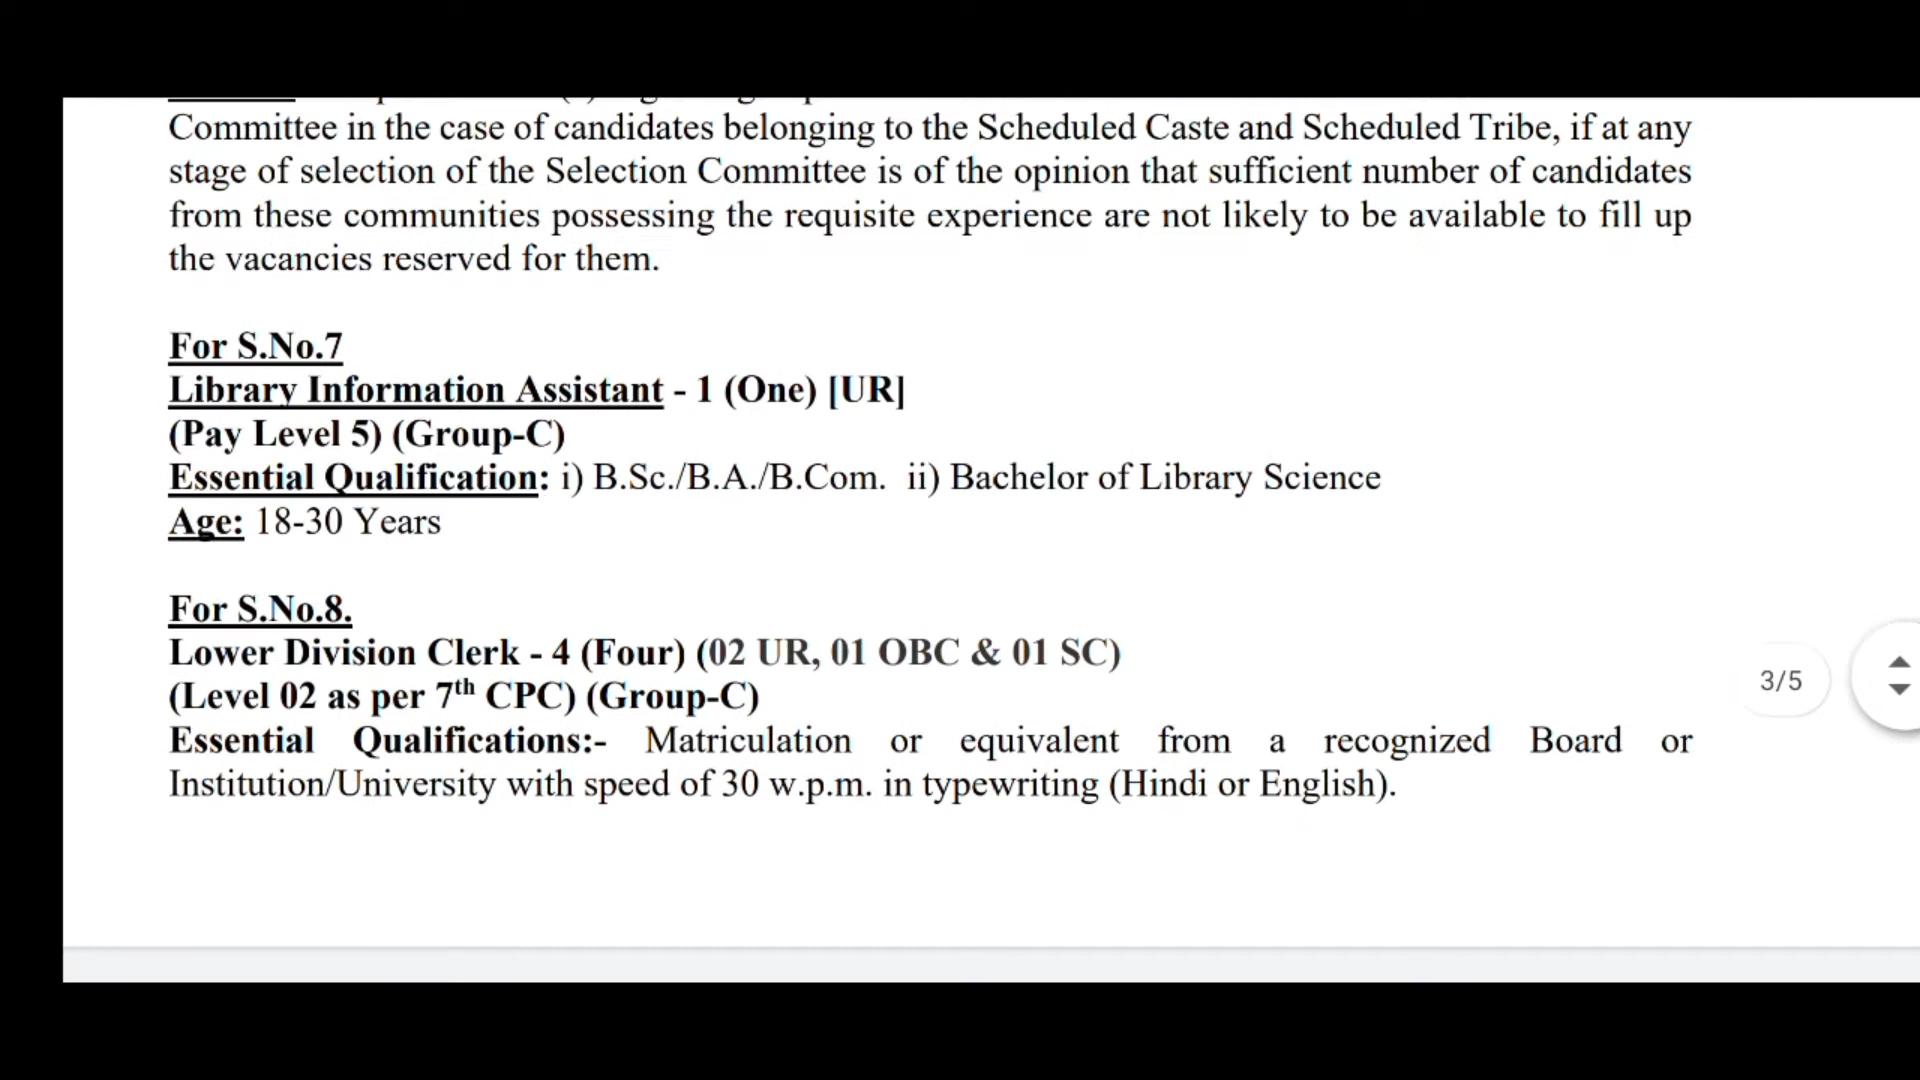 Committee in the case of candidates belonging to the Scheduled Caste and Scheduled Tribe, if at any
stage of selection of the Selection Committee is of the opinion that sufficient number of candidates
from these communities possessing the requisite experience are not likely to be available to fill up
the vacancies reserved for them.
For S.No.7
Library Information Assistant - 1 (One) [UR]
(Pay Level 5) (Group-C)
Essential Qualification: i) B.Sc./B.A./B.Com. ii) Bachelor of Library Science
Age: 18-30 Years
For S.No.8.
Lower Division Clerk - 4 (Four) (02 UR, 01 OBC & 01 SC)
(Level 02 as per 7th CPC) (Group-C)
Essential Qualifications:- Matriculation or equivalent from a recognized Board or
Institution/University with speed of 30 w.p.m. in typewriting (Hindi or English).
3/5